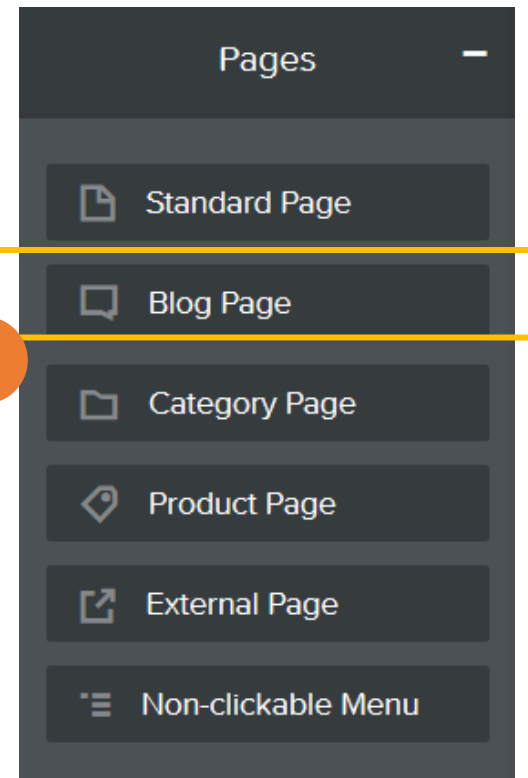 Pages
Standard Page
Blog Page
Category Page
Product Page
External Page
Non-clickable Menu